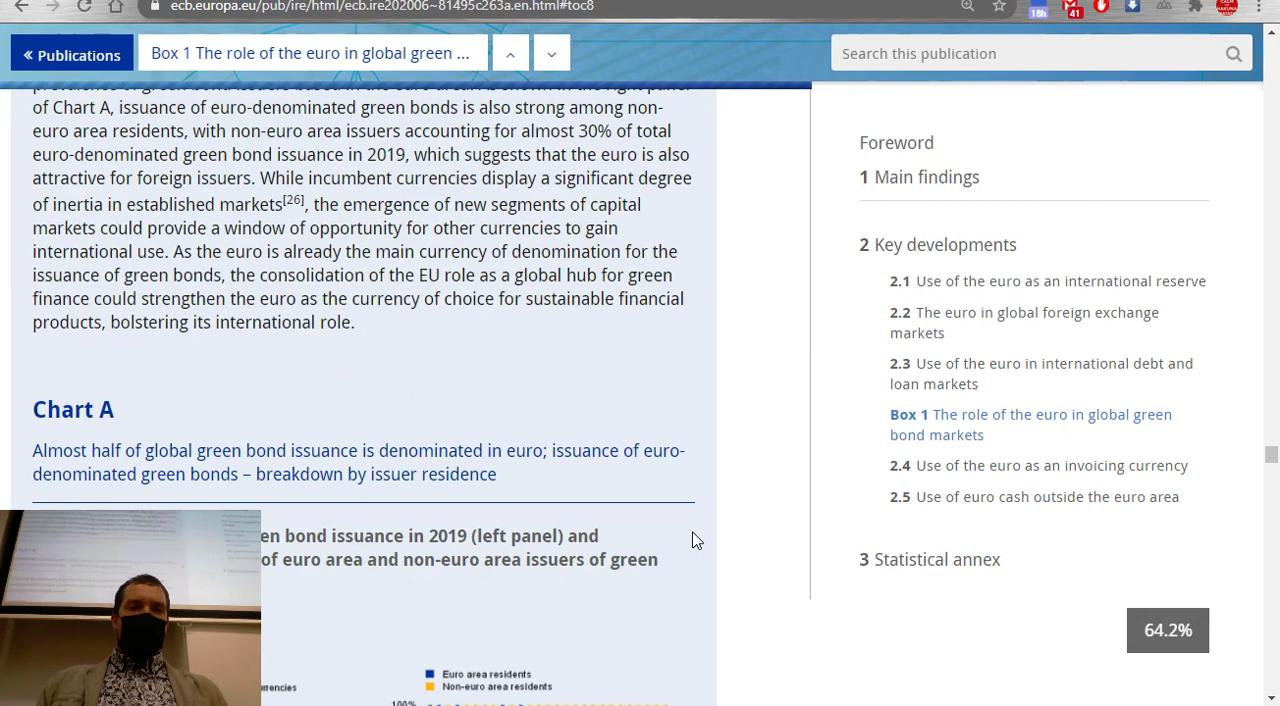 ecb.europa.eu/pub/ire/html/ecb.ire202006~81495c263a.en.html#toc8
18h
41
« Publications
Box 1 The role of the euro in global green ...
Search this publication
of Chart A, issuance of euro-denominated green bonds is also strong among non-
euro area residents, with non-euro area issuers accounting for almost 30% of total
euro-denominated green bond issuance in 2019, which suggests that the euro is also
attractive for foreign issuers. While incumbent currencies display a significant degree
of inertia in established markets[26], the emergence of new segments of capital
markets could provide a window of opportunity for other currencies to gain
international use. As the euro is already the main currency of denomination for the
issuance of green bonds, the consolidation of the EU role as a global hub for green
finance could strengthen the euro as the currency of choice for sustainable financial
products, bolstering its international role.
Chart A
Almost half of global green bond issuance is denominated in euro; issuance of euro-
denominated green bonds – breakdown by issuer residence
en bond issuance in 2019 (left panel) and
of euro area and non-euro area issuers of green
Euro area residents
rrencies
Non-euro area residents
100%
Foreword
1 Main findings
2 Key developments
2.1 Use of the euro as an international reserve
2.2 The euro in global foreign exchange
markets
2.3 Use of the euro in international debt and
loan markets
Box 1 The role of the euro in global green
bond markets
2.4 Use of the euro as an invoicing currency
2.5 Use of euro cash outside the euro area
3 Statistical annex
64.2%